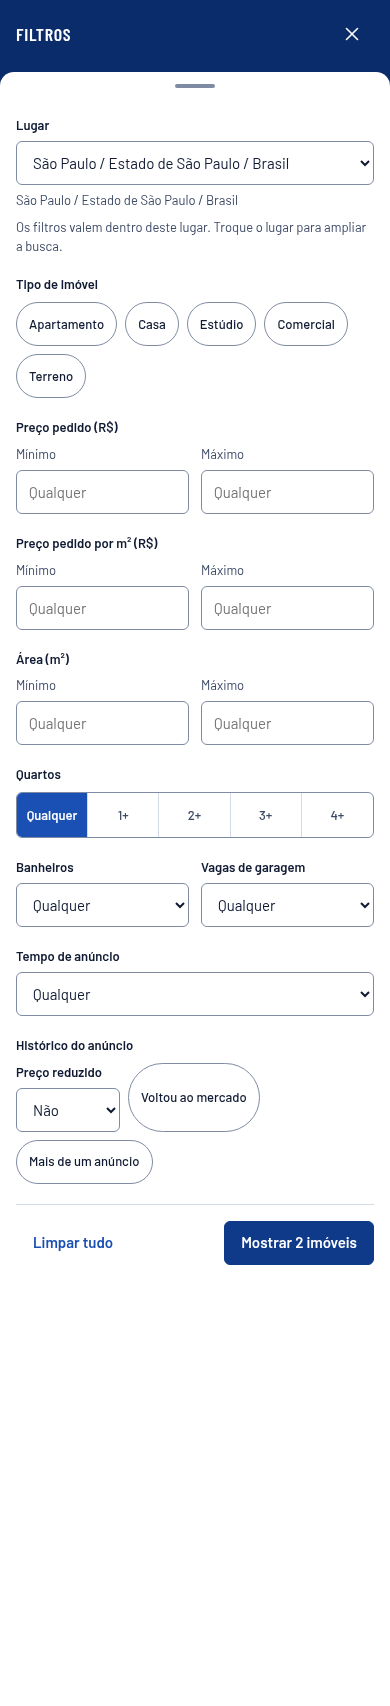 FILTROS
Lugar
São Paulo / Estado de São Paulo / Brasil
São Paulo / Estado de São Paulo / Brasil
Os filtros valem dentro deste lugar. Troque o lugar para ampliar
a busca.
Tipo de imóvel
Apartamento
Casa
Estúdio
Comercial
Terreno
Preço pedido (R$)
Mínimo
Máximo
Qualquer
Qualquer
Preço pedido por m² (R$)
Mínimo
Máximo
Qualquer
Qualquer
Área (m²)
Mínimo
Máximo
Qualquer
Qualquer
Quartos
Qualquer
1+
2+
3+
4+
Banheiros
Vagas de garagem
Qualquer
Qualquer
Tempo de anúncio
Qualquer
Histórico do anúncio
Preço reduzido
Não
Voltou ao mercado
Mais de um anúncio
Limpar tudo
Mostrar 2 imóveis